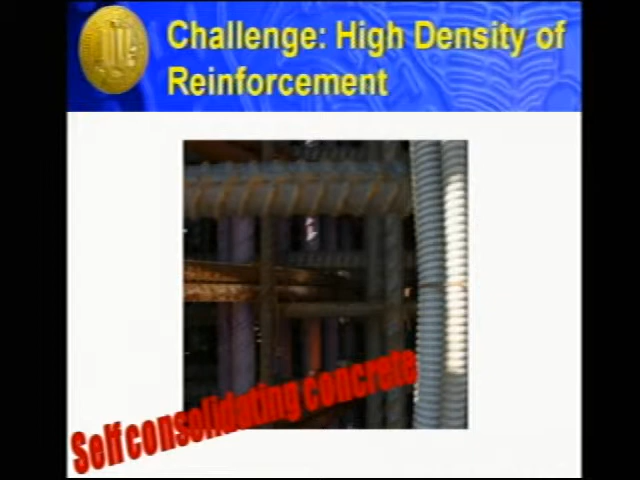 Challenge: High Density of
Reinforcement
Self consolidating concrete